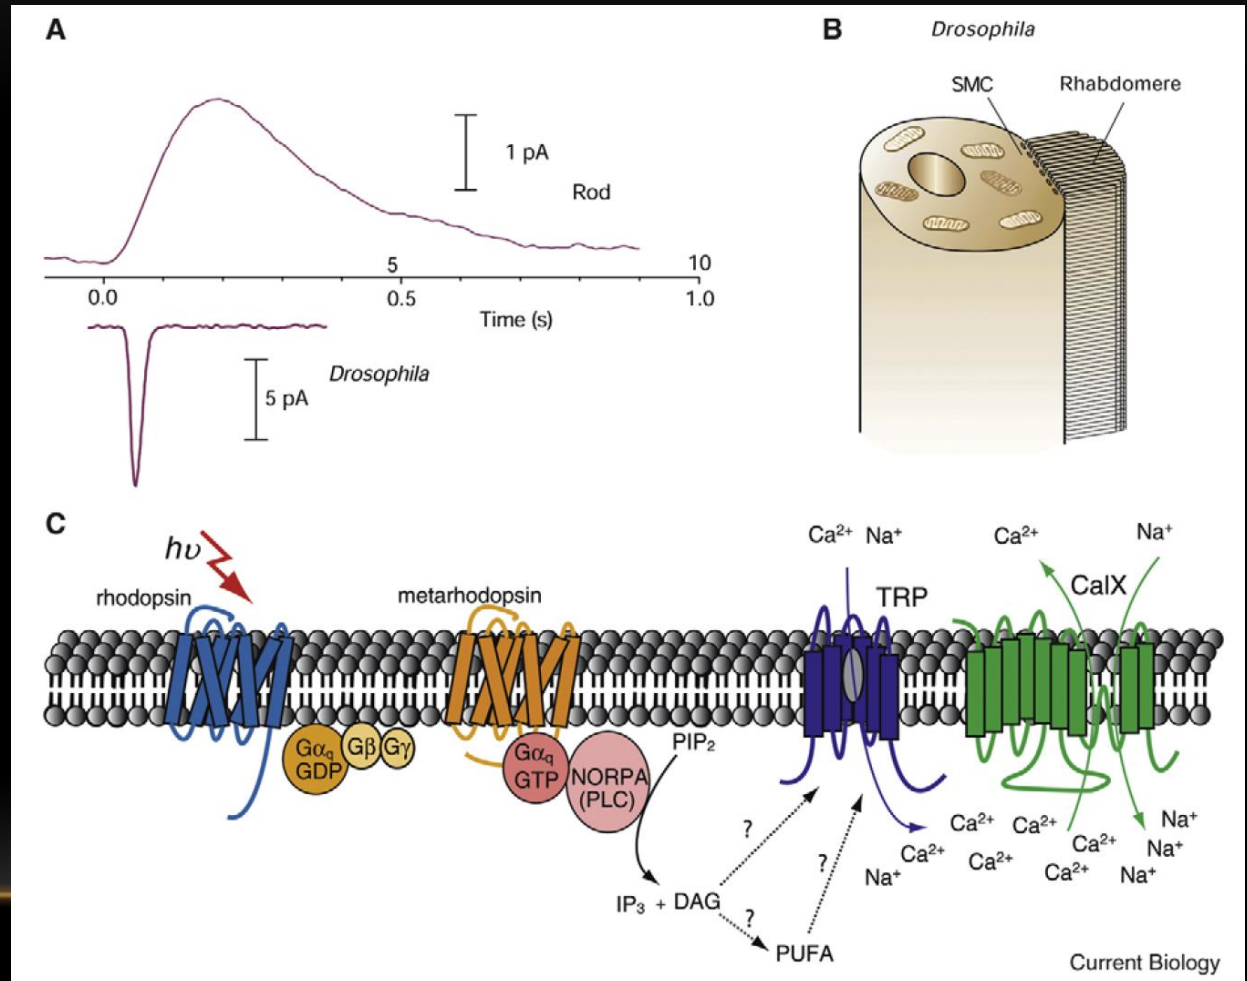 A
1 pA
Rod
5
10
0.0
0.5
1.0
Time (s)
Drosophila
5 pA
B
Drosophila
SMC
Rhabdomere
C
hυ
rhodopsin
metarhodopsin
Ca²⁺ Na⁺
TRP
Ca²⁺
Na⁺
CalX
Gαq
GDP
Gβ
Gγ
Gαq
GTP
NORPA
(PLC)
PIP₂
IP₃ + DAG
?
?
?
PUFA
Na⁺
Ca²⁺
Ca²⁺
Ca²⁺
Ca²⁺
Ca²⁺
Ca²⁺
Na⁺
Na⁺
Na⁺
Current Biology